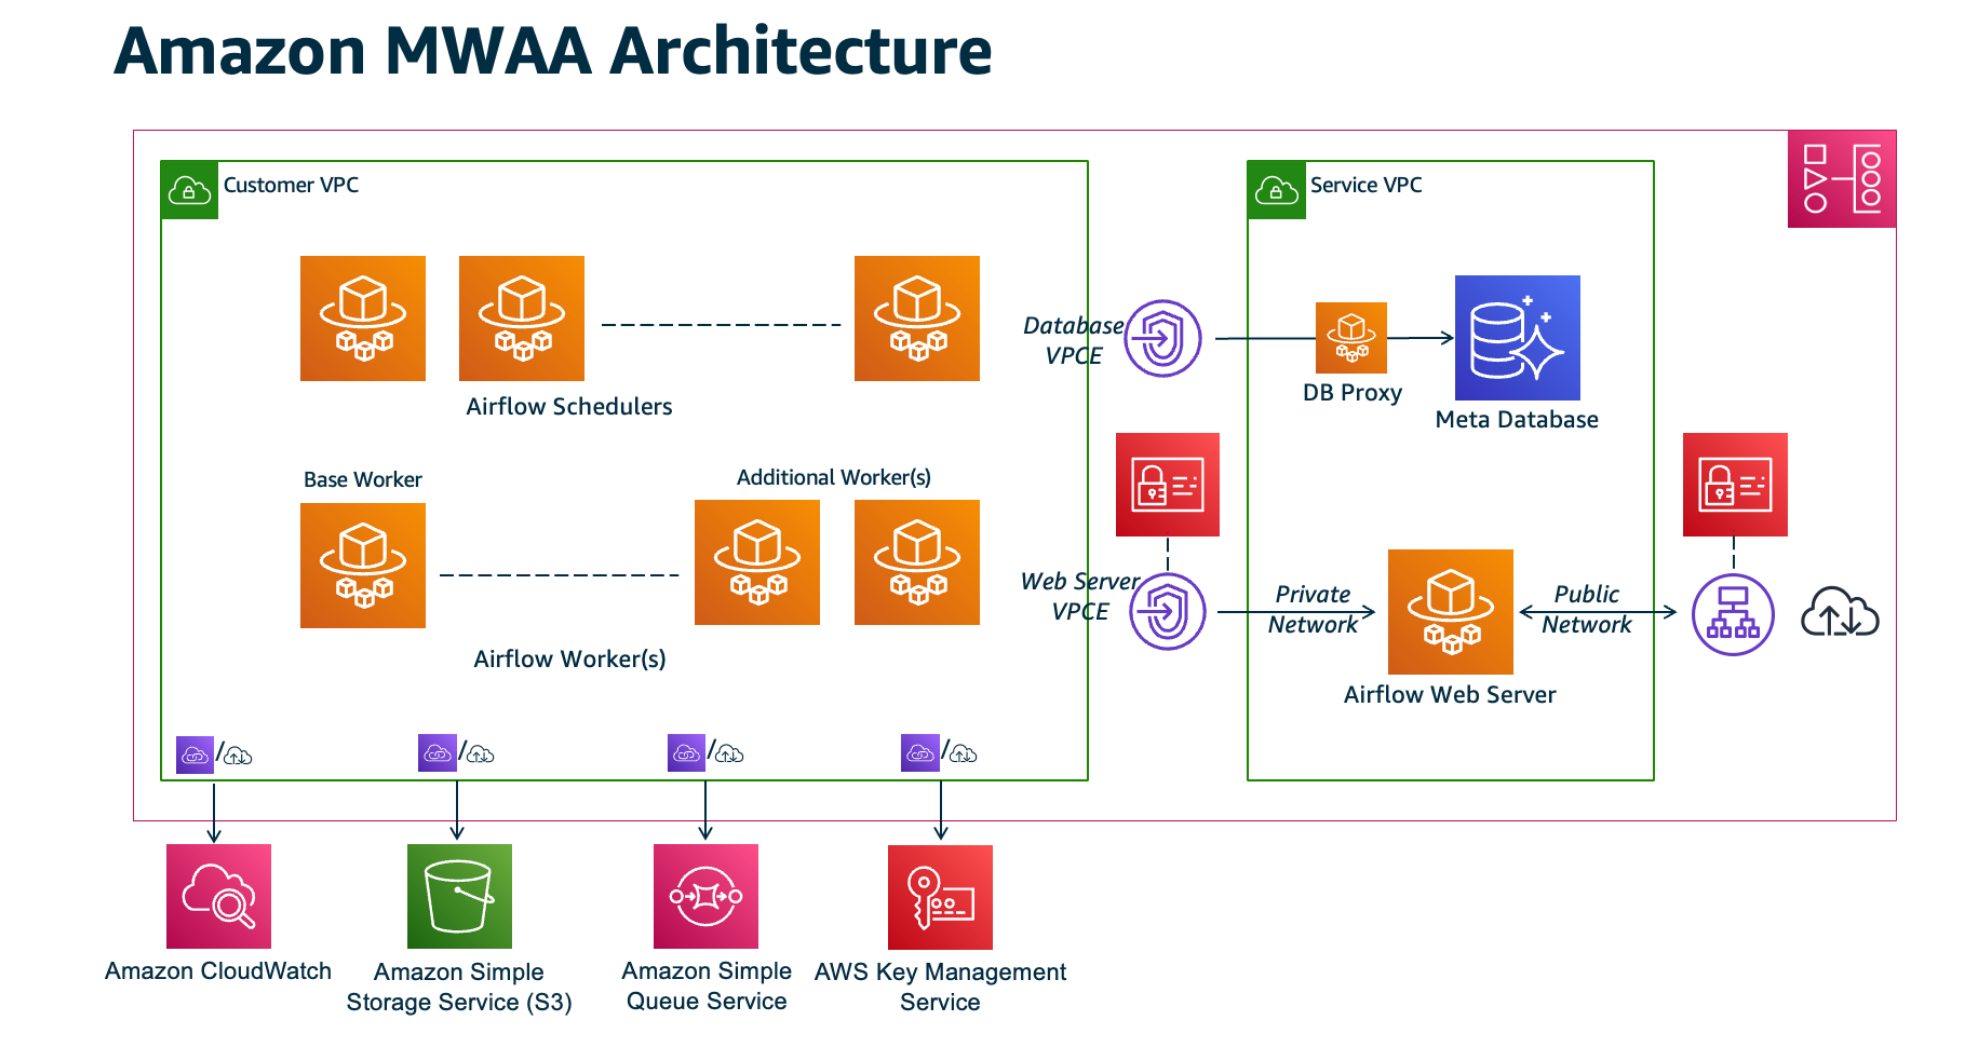 Amazon MWAA Architecture
Customer VPC
Service VPC
Airflow Schedulers
Database
VPCE
DB Proxy
Meta Database
Base Worker
Additional Worker(s)
Airflow Worker(s)
Web Server
VPCE
Private
Network
Public
Network
Airflow Web Server
/
/
/
/
Amazon CloudWatch
Amazon Simple
Storage Service (S3)
Amazon Simple
Queue Service
AWS Key Management
Service